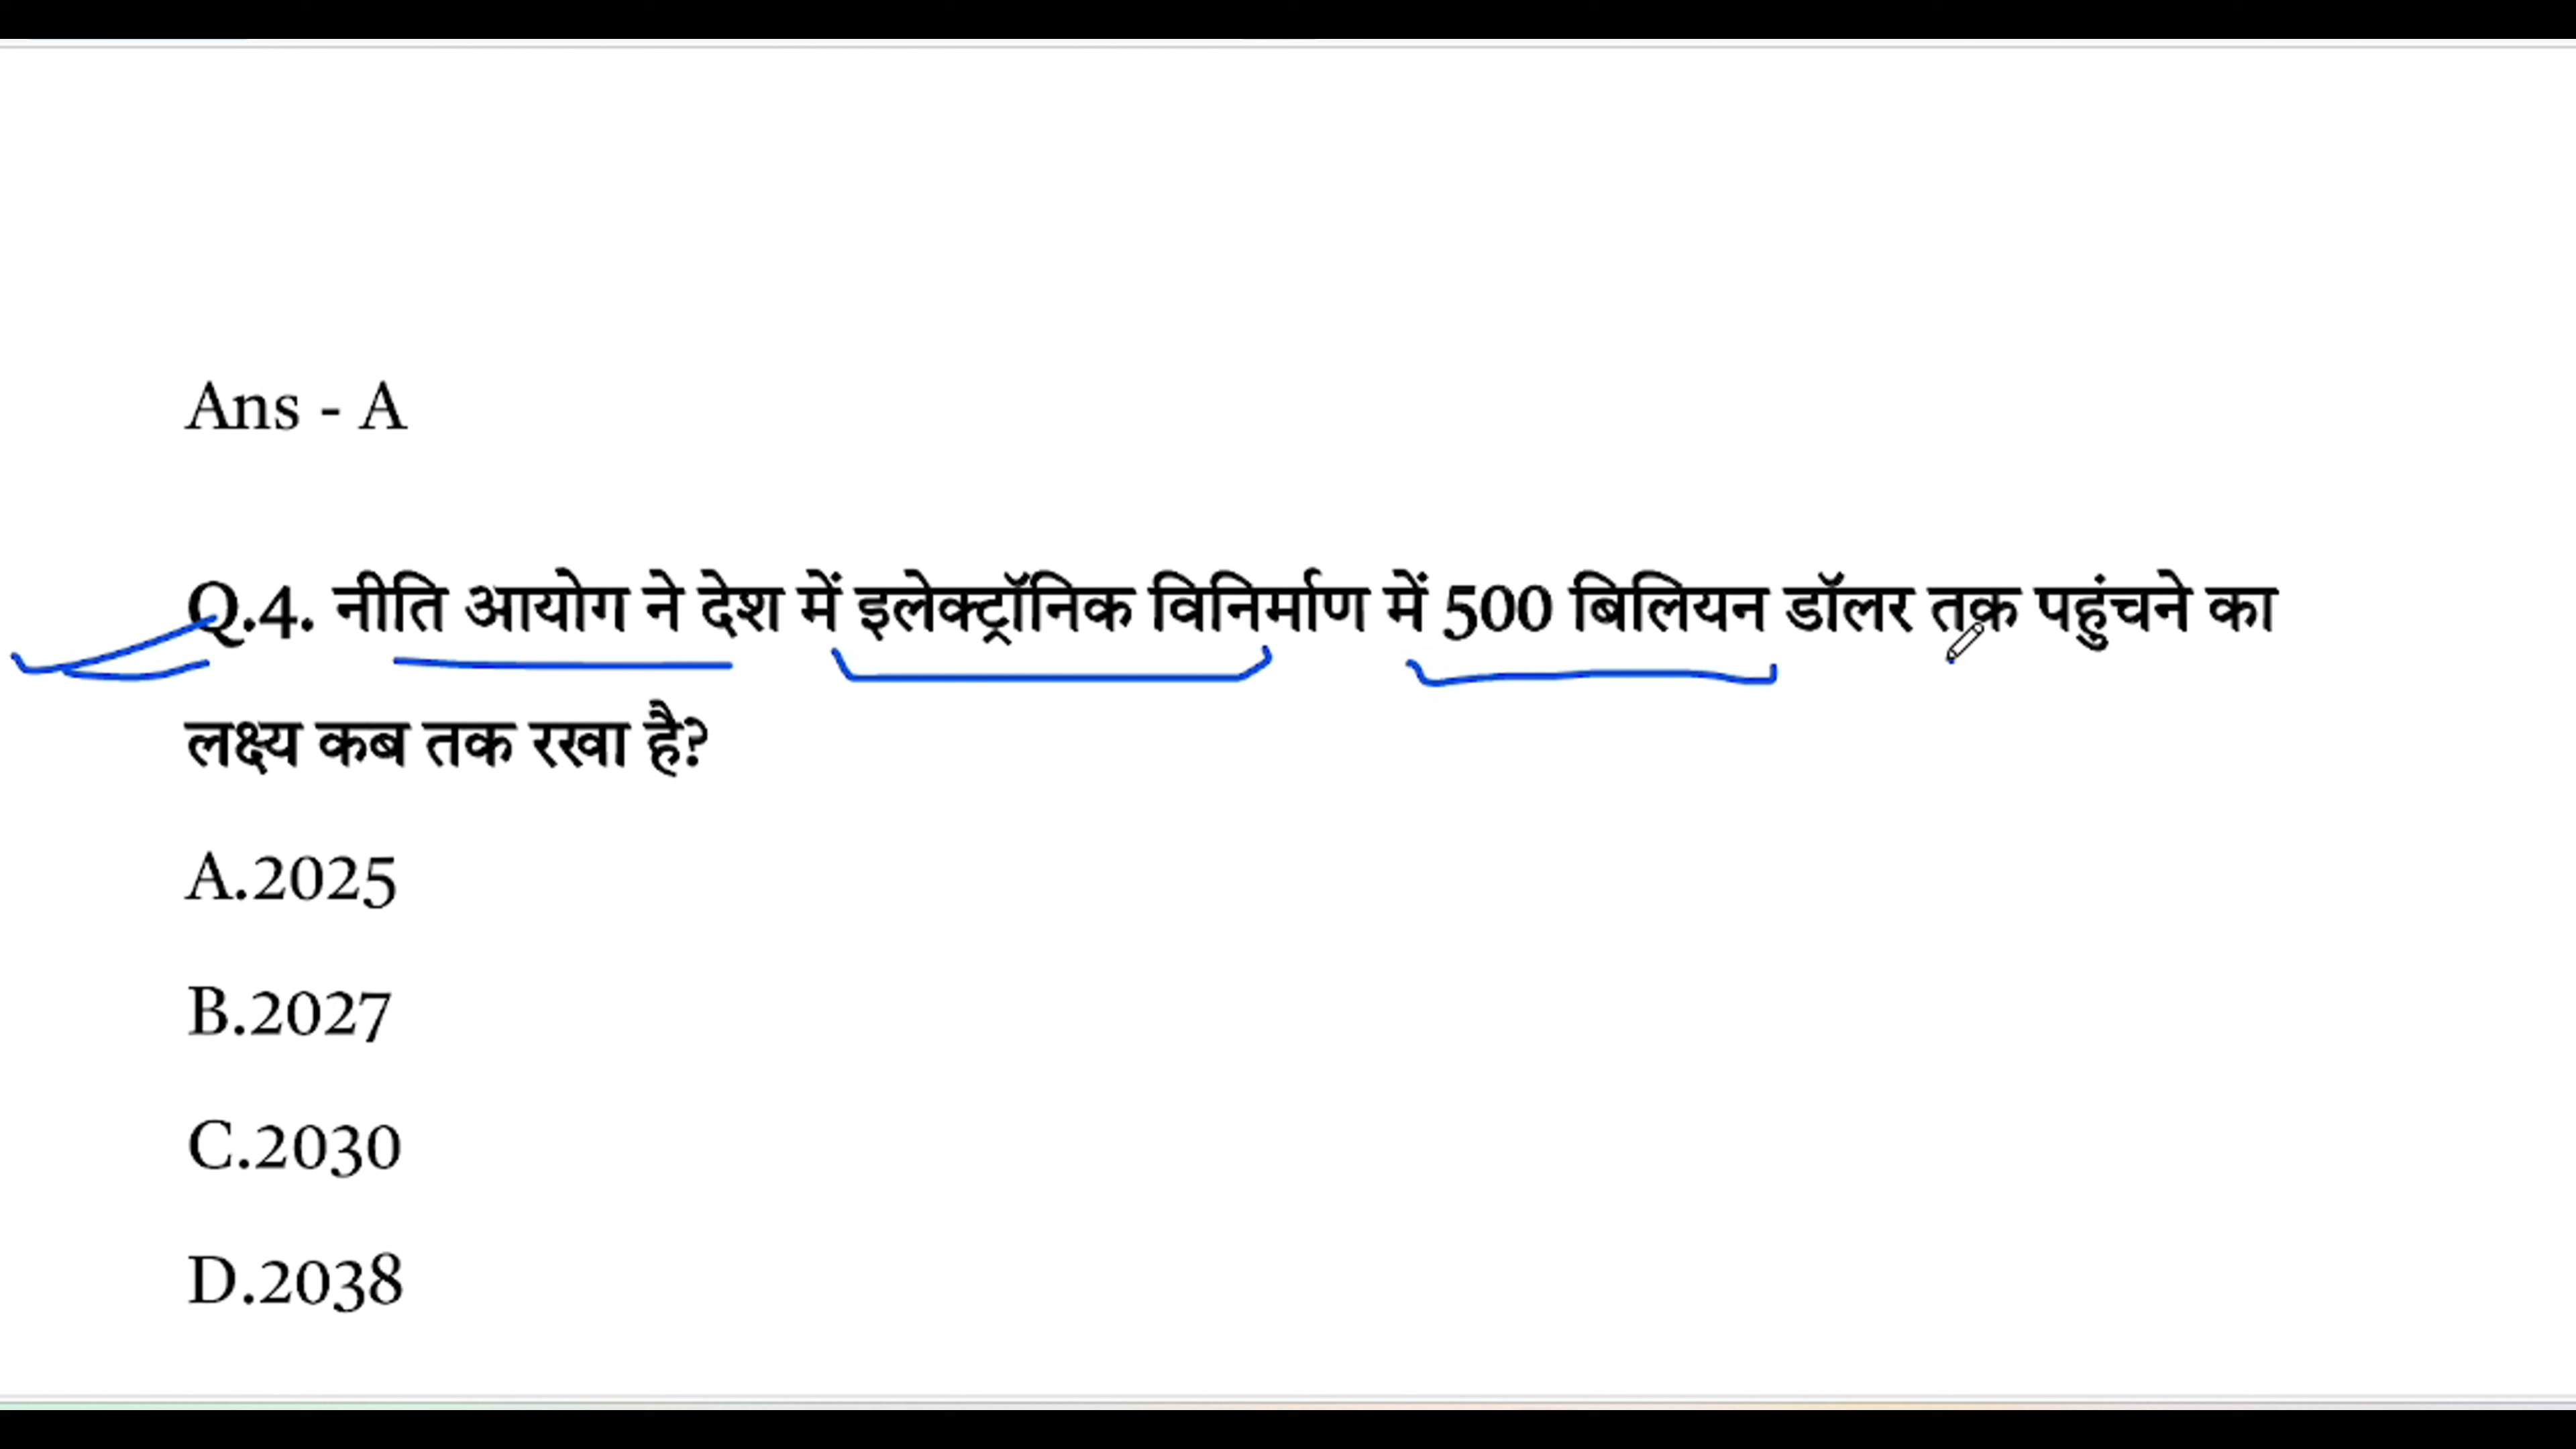 Ans - A
Q.4. नीति आयोग ने देश में इलेक्ट्रॉनिक विनिर्माण में 500 बिलियन डॉलर तक पहुंचने का
लक्ष्य कब तक रखा है?
A.2025
B.2027
C.2030
D.2038